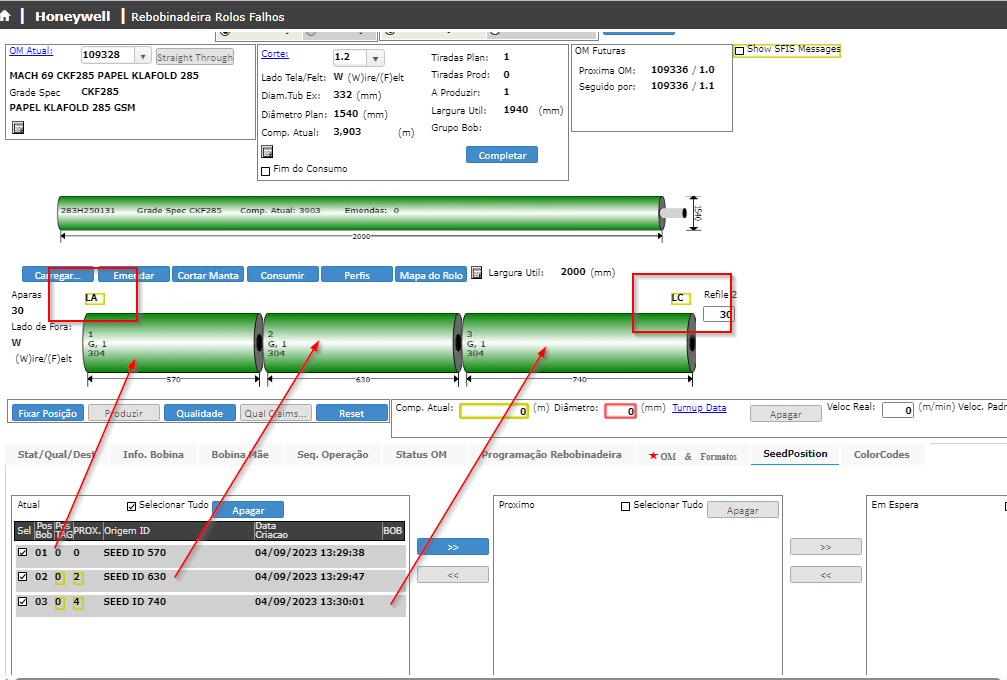 Honeywell | Rebobinadeira Rolos Falhos
OM Atual: 109328 Straight Through
MACH 69 CKF285 PAPEL KLAFOLD 285
Grade Spec CKF285
PAPEL KLAFOLD 285 GSM
Corte: 1.2
Lado Tela/Felt: W (W)ire/(F)elt
Diam.Tub Ex: 332 (mm)
Diâmetro Plan: 1540 (mm)
Comp. Atual: 3,903 (m)
Fim do Consumo
Tiradas Plan: 1
Tiradas Prod: 0
A Produzir: 1
Largura Util: 1940 (mm)
Grupo Bob:
Completar
OM Futuras
Proxima OM: 109336 / 1.0
Seguido por: 109336 / 1.1
Show SFIS Messages
283H250131 Grade Spec CKF285 Comp. Atual: 3903 Emendas: 0
1540
2000
Carregar... Emendar Cortar Manta Consumir Perfis Mapa do Rolo Largura Util: 2000 (mm)
Aparas LA LC Refile 2
30 30
Lado de Fora:
W
(W)ire/(F)elt
1 2 3
G, 1 G, 1 G, 1
304 304 304
570 630 740
Fixar Posição Produzir Qualidade Qual Claims... Reset
Comp. Atual: 0 (m) Diâmetro: 0 (mm) Turnup Data Apagar Veloc Real: 0 (m/min) Veloc. Padr
Stat/Qual/Dest Info. Bobina Bobina Mãe Seq. Operação Status OM Programação Rebobinadeira ★OM & Formatos SeedPosition ColorCodes
Atual Selecionar Tudo Apagar
Sel Pos Bob Pos TAG PROX. Origem ID Data Criacao BOB
01 0 0 SEED ID 570 04/09/2023 13:29:38
02 0 2 SEED ID 630 04/09/2023 13:29:47
03 0 4 SEED ID 740 04/09/2023 13:30:01
>>
<<
Proximo Selecionar Tudo Apagar
>>
<<
Em Espera